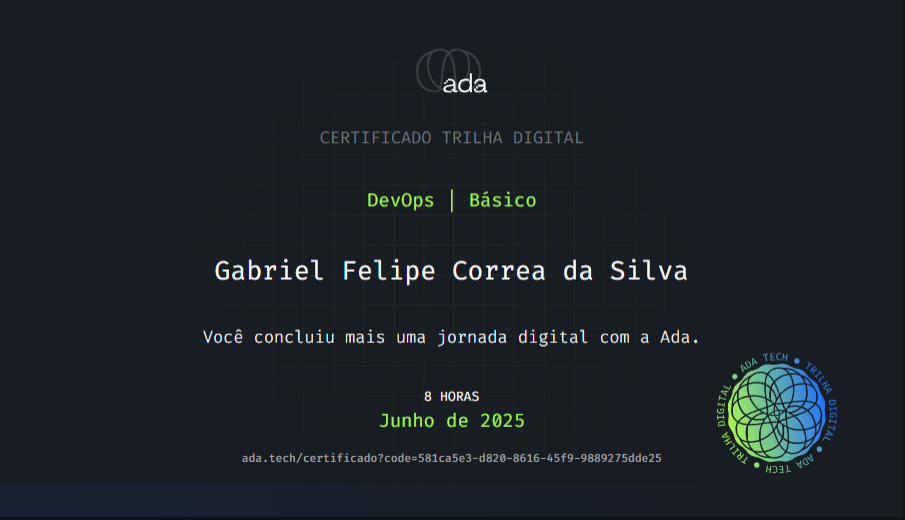 ada
CERTIFICADO TRILHA DIGITAL
DevOps | Básico
Gabriel Felipe Correa da Silva
Você concluiu mais uma jornada digital com a Ada.
8 HORAS
Junho de 2025
ada.tech/certificado?code=581ca5e3-d820-8616-45f9-9889275dde25
ADA TECH • TRILHA DIGITAL • ADA TECH • TRILHA DIGITAL •